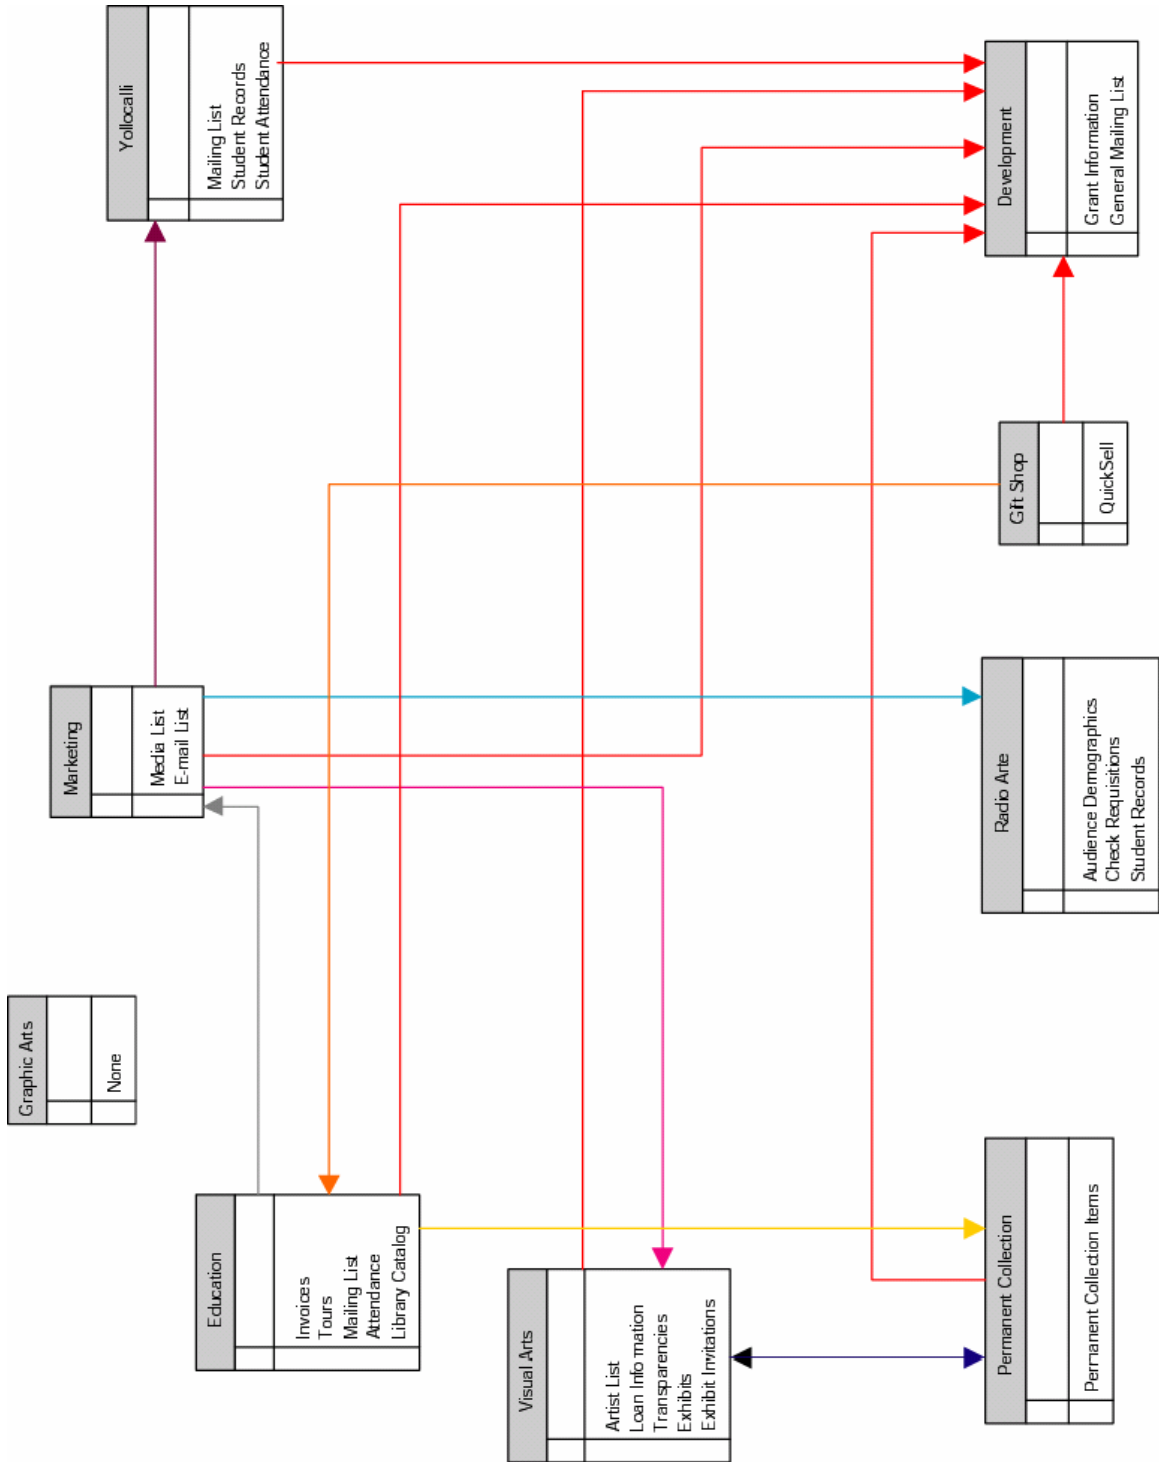 Graphic Arts
None
Marketing
Media List
E-mail List
Yollocalli
Mailing List
Student Records
Student Attendance
Education
Invoices
Tours
Mailing List
Attendance
Library Catalog
Visual Arts
Artist List
Loan Info mation
Transparencies
Exhibits
Exhibit Invitations
Permanent Collection
Permanent Collection Items
Radio Arte
Audience Demographics
Check Requisitions
Student Records
Gift Shop
QuickSell
Development
Grant Information
General Mailing List